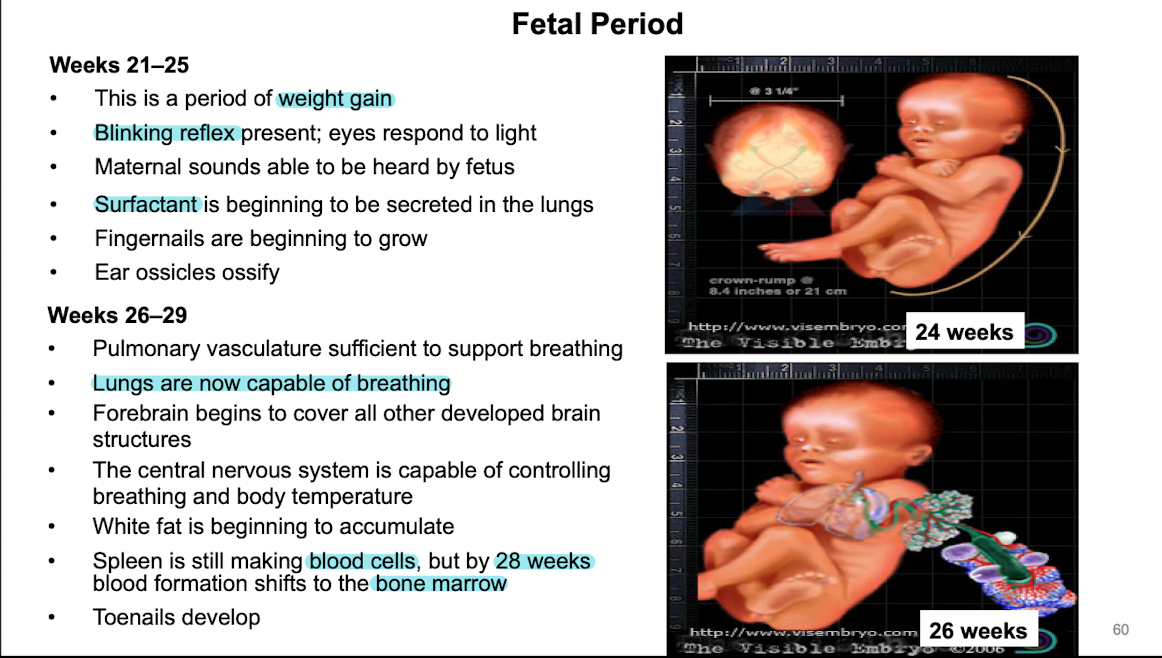 Fetal Period
Weeks 21–25
• This is a period of weight gain
• Blinking reflex present; eyes respond to light
• Maternal sounds able to be heard by fetus
• Surfactant is beginning to be secreted in the lungs
• Fingernails are beginning to grow
• Ear ossicles ossify
Weeks 26–29
• Pulmonary vasculature sufficient to support breathing
• Lungs are now capable of breathing
• Forebrain begins to cover all other developed brain
structures
• The central nervous system is capable of controlling
breathing and body temperature
• White fat is beginning to accumulate
• Spleen is still making blood cells, but by 28 weeks
blood formation shifts to the bone marrow
• Toenails develop
@ 3 1/4"
crown-rump @
8.4 inches or 21 cm
http://www.visembryo.com
The Visible
24 weeks
http://www.visembryo.com
The Visible Embryo ©2006
26 weeks
60